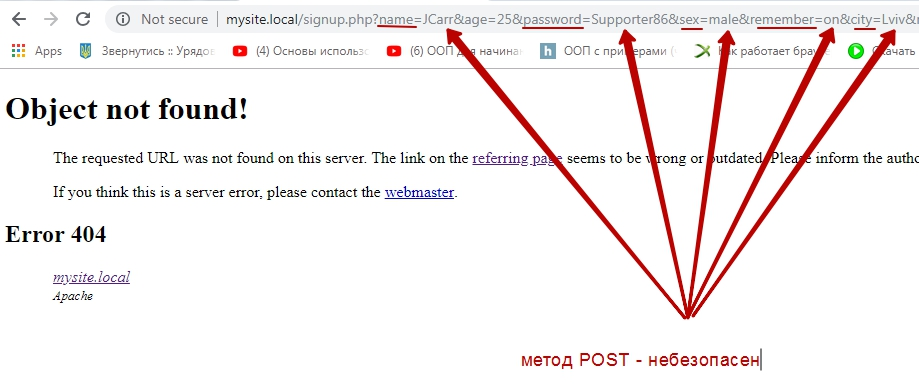 Not secure | mysite.local/signup.php?name=JCarr&age=25&password=Supporter86&sex=male&remember=on&city=Lviv&
Apps Звернутись :: Урядов (4) Основы использ (6) ООП для начинан ООП с примерами ( Как работает брау Скачать
Object not found!
The requested URL was not found on this server. The link on the referring page seems to be wrong or outdated. Please inform the autho
If you think this is a server error, please contact the webmaster.
Error 404
mysite.local
Apache
метод POST - небезопасен